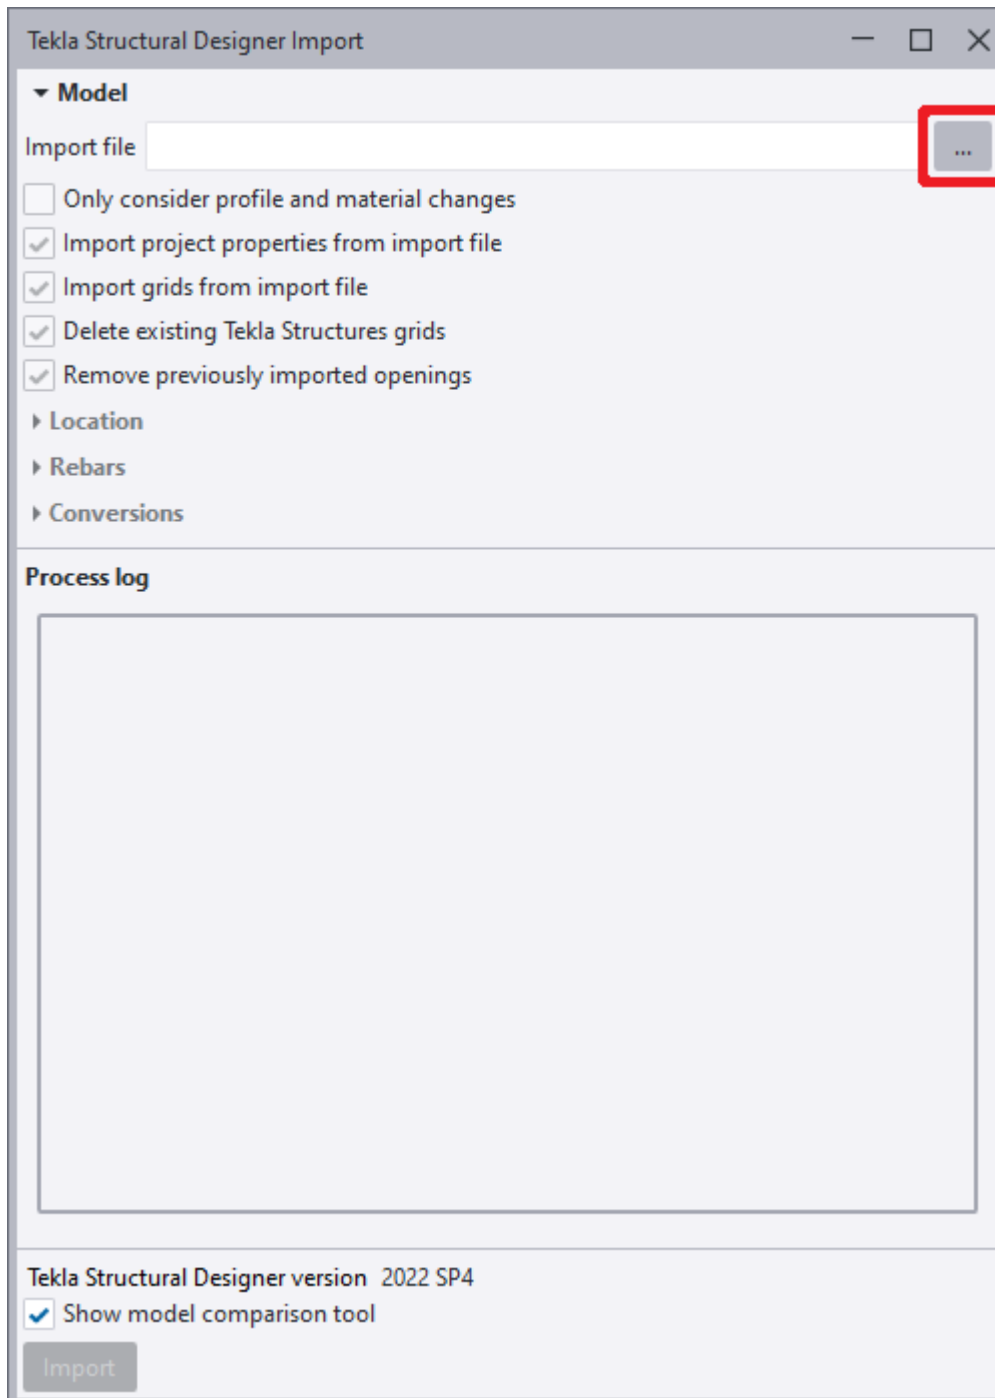 Tekla Structural Designer Import
Model
Import file
...
Only consider profile and material changes
Import project properties from import file
Import grids from import file
Delete existing Tekla Structures grids
Remove previously imported openings
Location
Rebars
Conversions
Process log
Tekla Structural Designer version 2022 SP4
Show model comparison tool
Import